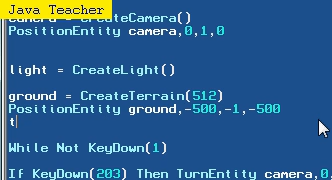 Java Teacher
camera = CreateCamera()
PositionEntity camera,0,1,0
light = CreateLight()
ground = CreateTerrain(512)
PositionEntity ground,-500,-1,-500
t
While Not KeyDown(1)
If KeyDown(203) Then TurnEntity camera,0.